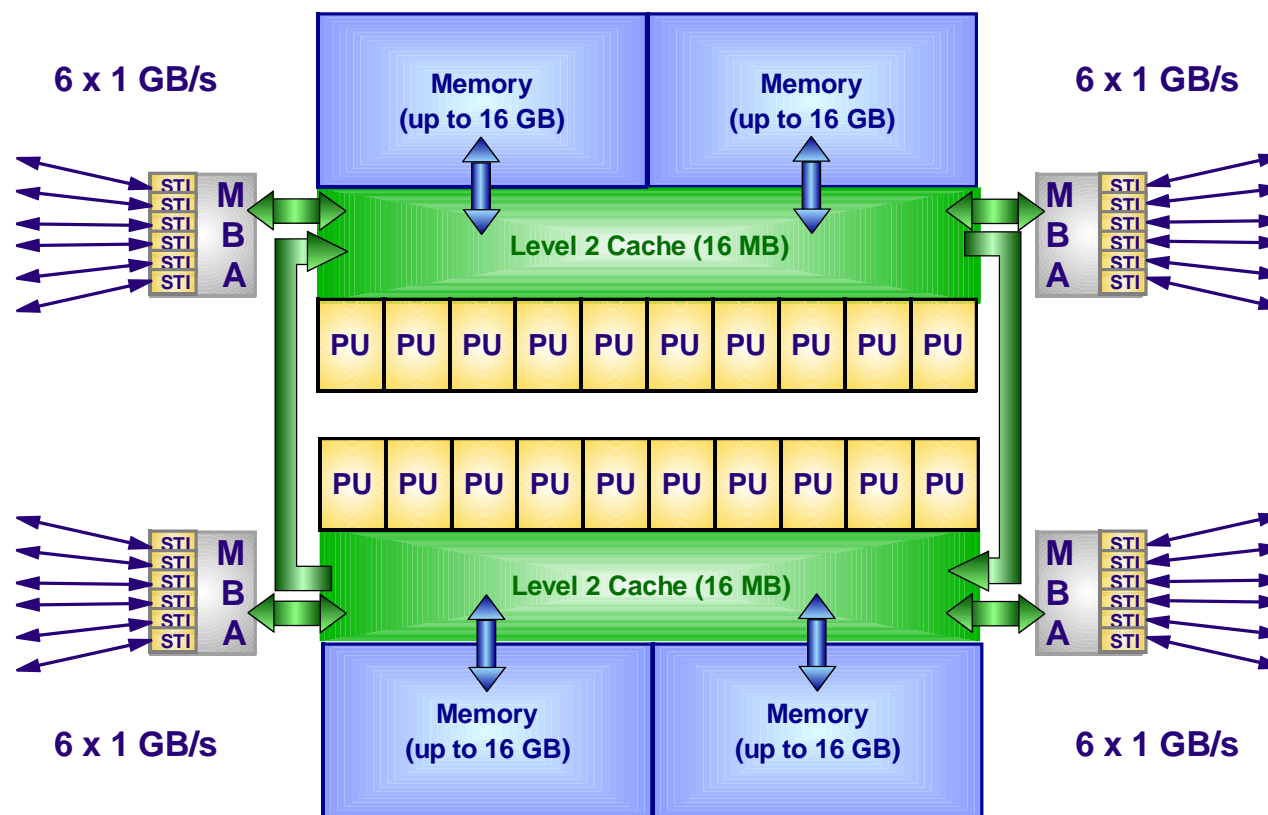 6 x 1 GB/s
Memory
(up to 16 GB)
Memory
(up to 16 GB)
6 x 1 GB/s
STI
STI
STI
STI
STI
STI
M
B
A
Level 2 Cache (16 MB)
M
B
A
STI
STI
STI
STI
STI
STI
PU PU PU PU PU PU PU PU PU PU
PU PU PU PU PU PU PU PU PU PU
STI
STI
STI
STI
STI
STI
M
B
A
Level 2 Cache (16 MB)
M
B
A
STI
STI
STI
STI
STI
STI
6 x 1 GB/s
Memory
(up to 16 GB)
Memory
(up to 16 GB)
6 x 1 GB/s